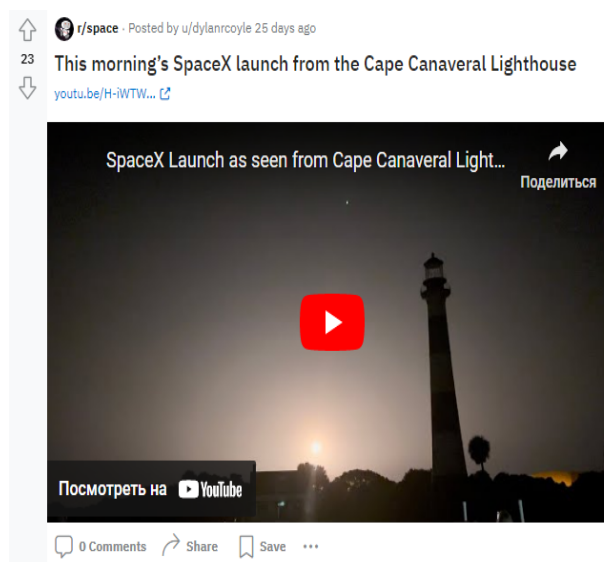 r/space · Posted by u/dylanrcoyle 25 days ago
23
This morning's SpaceX launch from the Cape Canaveral Lighthouse
youtu.be/H-iWTW...
SpaceX Launch as seen from Cape Canaveral Light...
Поделиться
Посмотреть на YouTube
0 Comments Share Save ...